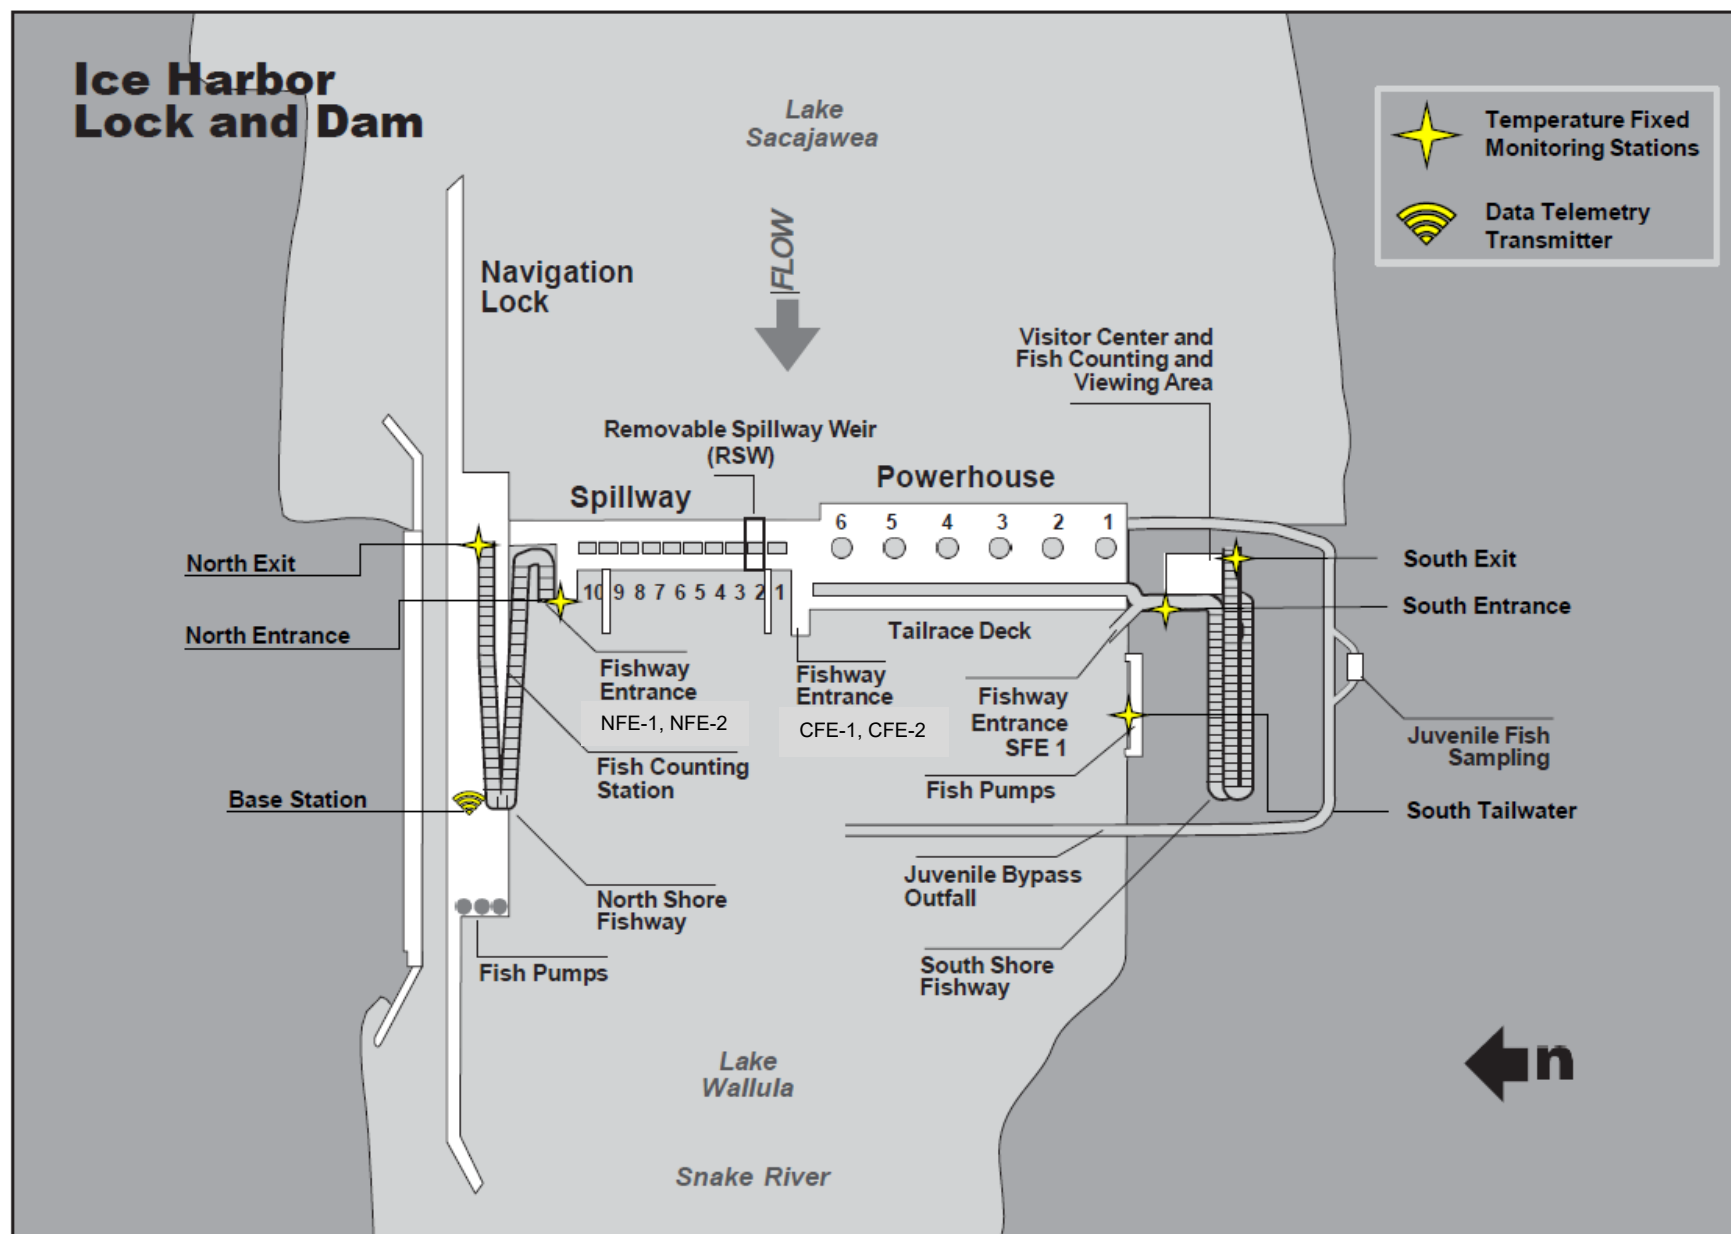 Ice Harbor
Lock and Dam
Lake
Sacajawea
Temperature Fixed
Monitoring Stations
Data Telemetry
Transmitter
FLOW
Navigation
Lock
Visitor Center and
Fish Counting and
Viewing Area
Removable Spillway Weir
(RSW)
Spillway
Powerhouse
6 5 4 3 2 1
North Exit
South Exit
10 9 8 7 6 5 4 3 2 1
South Entrance
North Entrance
Tailrace Deck
Fishway
Entrance
NFE-1, NFE-2
Fishway
Entrance
CFE-1, CFE-2
Fishway
Entrance
SFE 1
Juvenile Fish
Sampling
Fish Counting
Station
Fish Pumps
Base Station
South Tailwater
Juvenile Bypass
Outfall
North Shore
Fishway
Fish Pumps
South Shore
Fishway
n
Lake
Wallula
Snake River